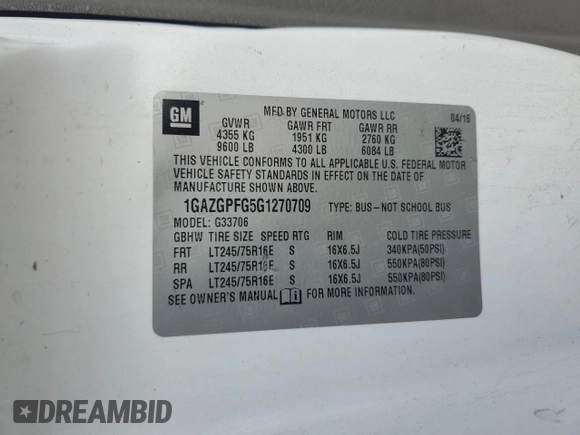 GM
MFD BY GENERAL MOTORS LLC
04/16
GVWR GAWR FRT GAWR RR
4355 KG 1951 KG 2760 KG
9600 LB 4300 LB 6084 LB
THIS VEHICLE CONFORMS TO ALL APPLICABLE U.S. FEDERAL MOTOR
VEHICLE SAFETY STANDARDS IN EFFECT ON THE DATE OF
MANUFACTURE SHOWN ABOVE.
1GAZGPFG5G1270709 TYPE: BUS-NOT SCHOOL BUS
MODEL: G33706
GBHW TIRE SIZE SPEED RTG RIM COLD TIRE PRESSURE
FRT LT245/75R16E S 16X6.5J 340KPA(50PSI)
RR LT245/75R16E S 16X6.5J 550KPA(80PSI)
SPA LT245/75R16E S 16X6.5J 550KPA(80PSI)
SEE OWNER'S MANUAL FOR MORE INFORMATION.
DREAMBID
DREAMBID